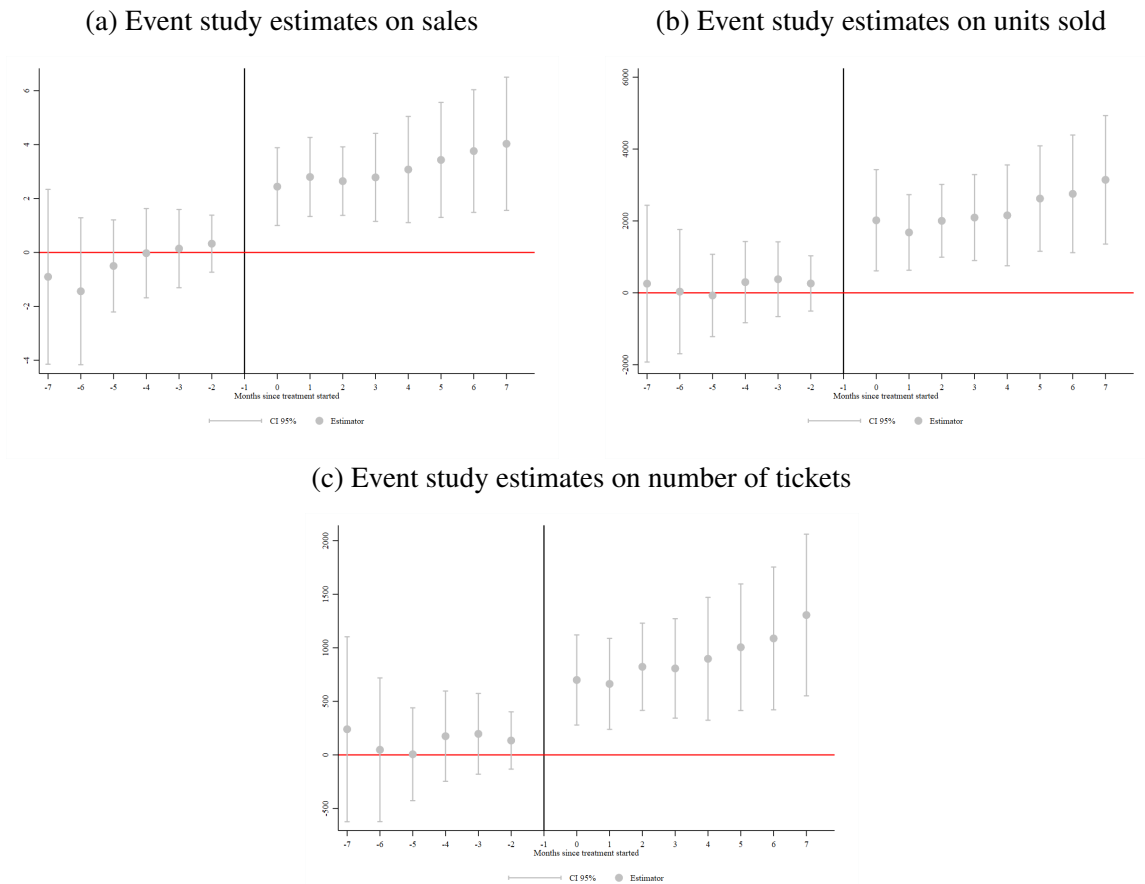 (a) Event study estimates on sales
(b) Event study estimates on units sold
6
4
2
0
-2
-4
-7 -6 -5 -4 -3 -2 -1 0 1 2 3 4 5 6 7
Months since treatment started
CI 95% Estimator
6000
4000
2000
0
-2000
-7 -6 -5 -4 -3 -2 -1 0 1 2 3 4 5 6 7
Months since treatment started
CI 95% Estimator
(c) Event study estimates on number of tickets
2000
1500
1000
500
0
-500
-7 -6 -5 -4 -3 -2 -1 0 1 2 3 4 5 6 7
Months since treatment started
CI 95% Estimator